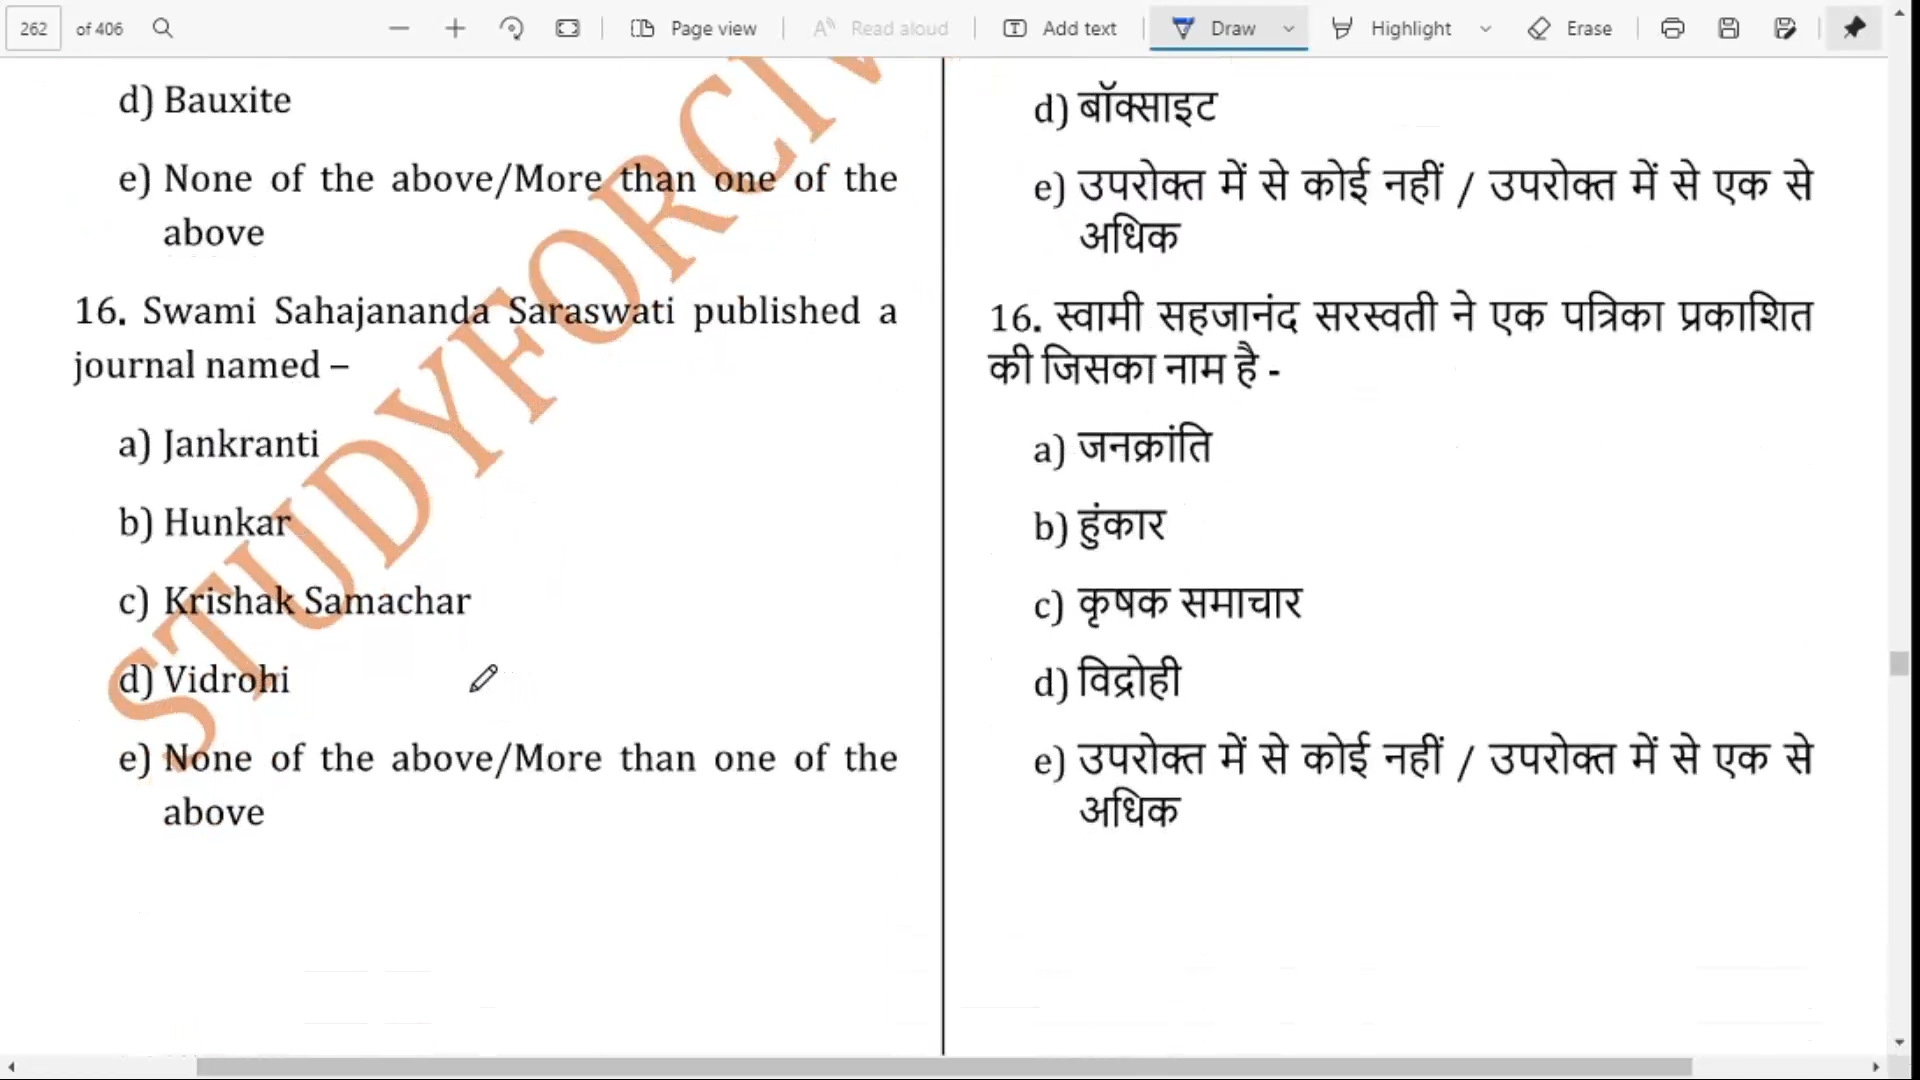 262 of 406 Page view Read aloud Add text Draw Highlight Erase
d) Bauxite
e) None of the above/More than one of the
above
16. Swami Sahajananda Saraswati published a
journal named –
a) Jankranti
b) Hunkar
c) Krishak Samachar
d) Vidrohi
e) None of the above/More than one of the
above
d) बॉक्साइट
e) उपरोक्त में से कोई नहीं / उपरोक्त में से एक से
अधिक
16. स्वामी सहजानंद सरस्वती ने एक पत्रिका प्रकाशित
की जिसका नाम है -
a) जनक्रांति
b) हुंकार
c) कृषक समाचार
d) विद्रोही
e) उपरोक्त में से कोई नहीं / उपरोक्त में से एक से
अधिक
STUDYFORCIV